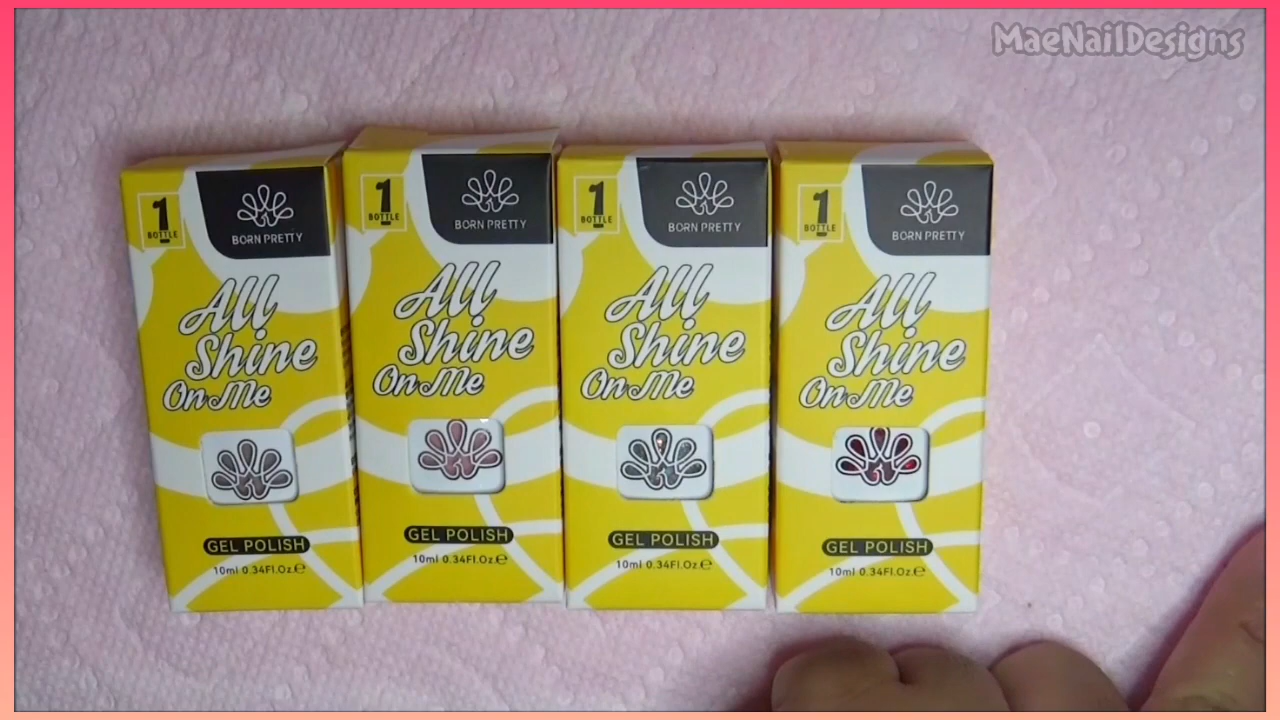 MaeNailDesigns
1
BOTTLE
BORN PRETTY
All
Shine
On Me
GEL POLISH
10ml 0.34Fl.Oz.℮
1
BOTTLE
BORN PRETTY
All
Shine
On Me
GEL POLISH
10ml 0.34Fl.Oz.℮
1
BOTTLE
BORN PRETTY
All
Shine
On Me
GEL POLISH
10ml 0.34Fl.Oz.℮
1
BOTTLE
BORN PRETTY
All
Shine
On Me
GEL POLISH
10ml 0.34Fl.Oz.℮